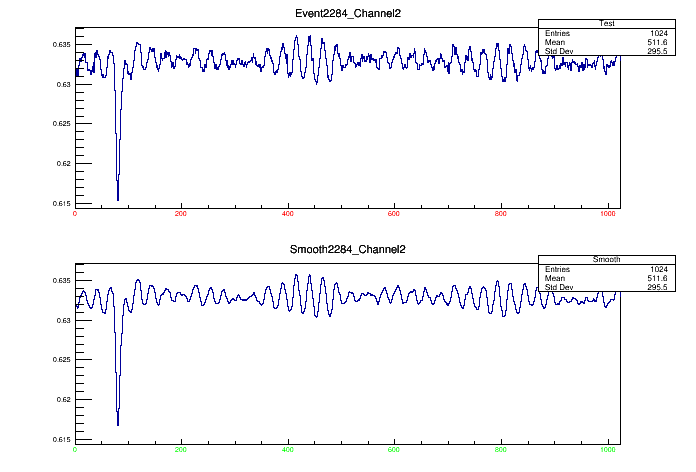 Event2284_Channel2
Test
Entries 1024
Mean 511.6
Std Dev 295.5
0.635
0.63
0.625
0.62
0.615
0 200 400 600 800 1000
Smooth2284_Channel2
Smooth
Entries 1024
Mean 511.6
Std Dev 295.5
0.635
0.63
0.625
0.62
0.615
0 200 400 600 800 1000